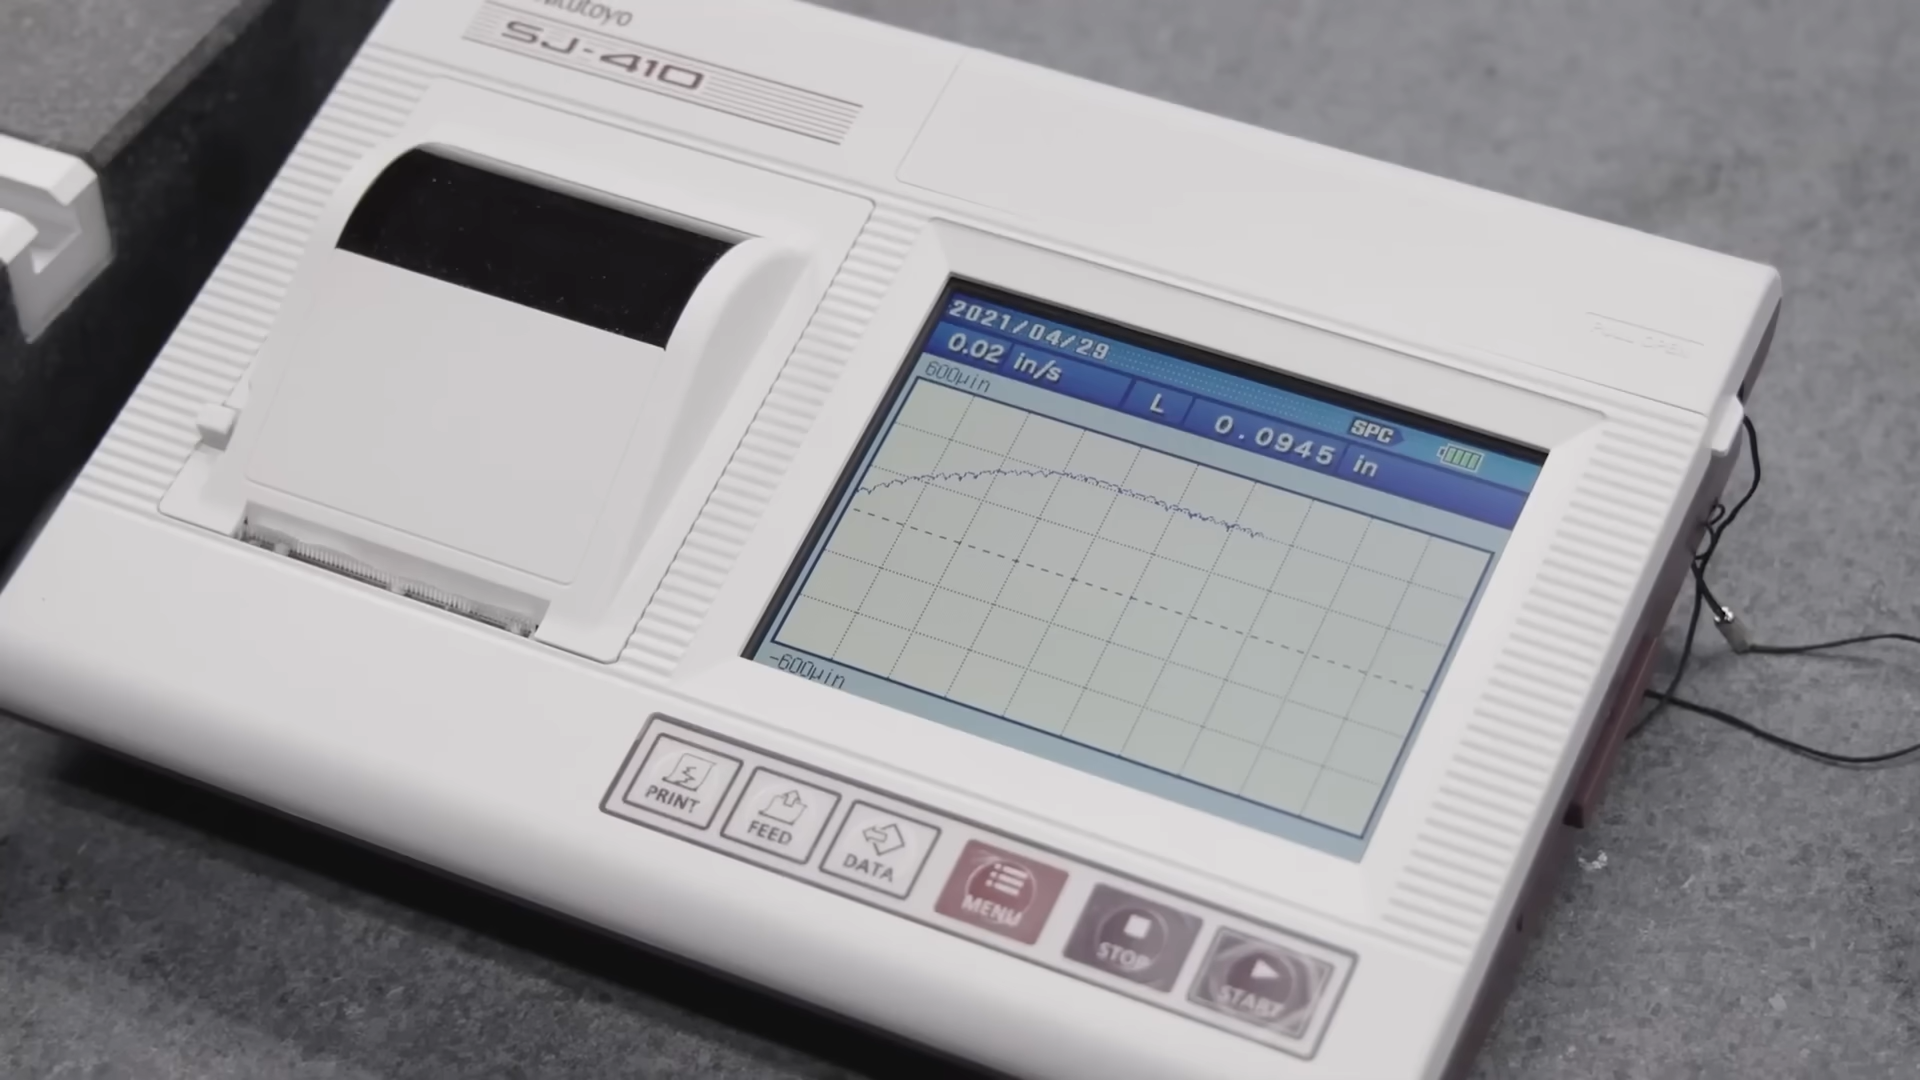 Mitutoyo
SJ-410
2021/04/29
0.02 in/s
L
0.0945 in
SPC
600µin
-600µin
PRINT
FEED
DATA
MENU
STOP
START